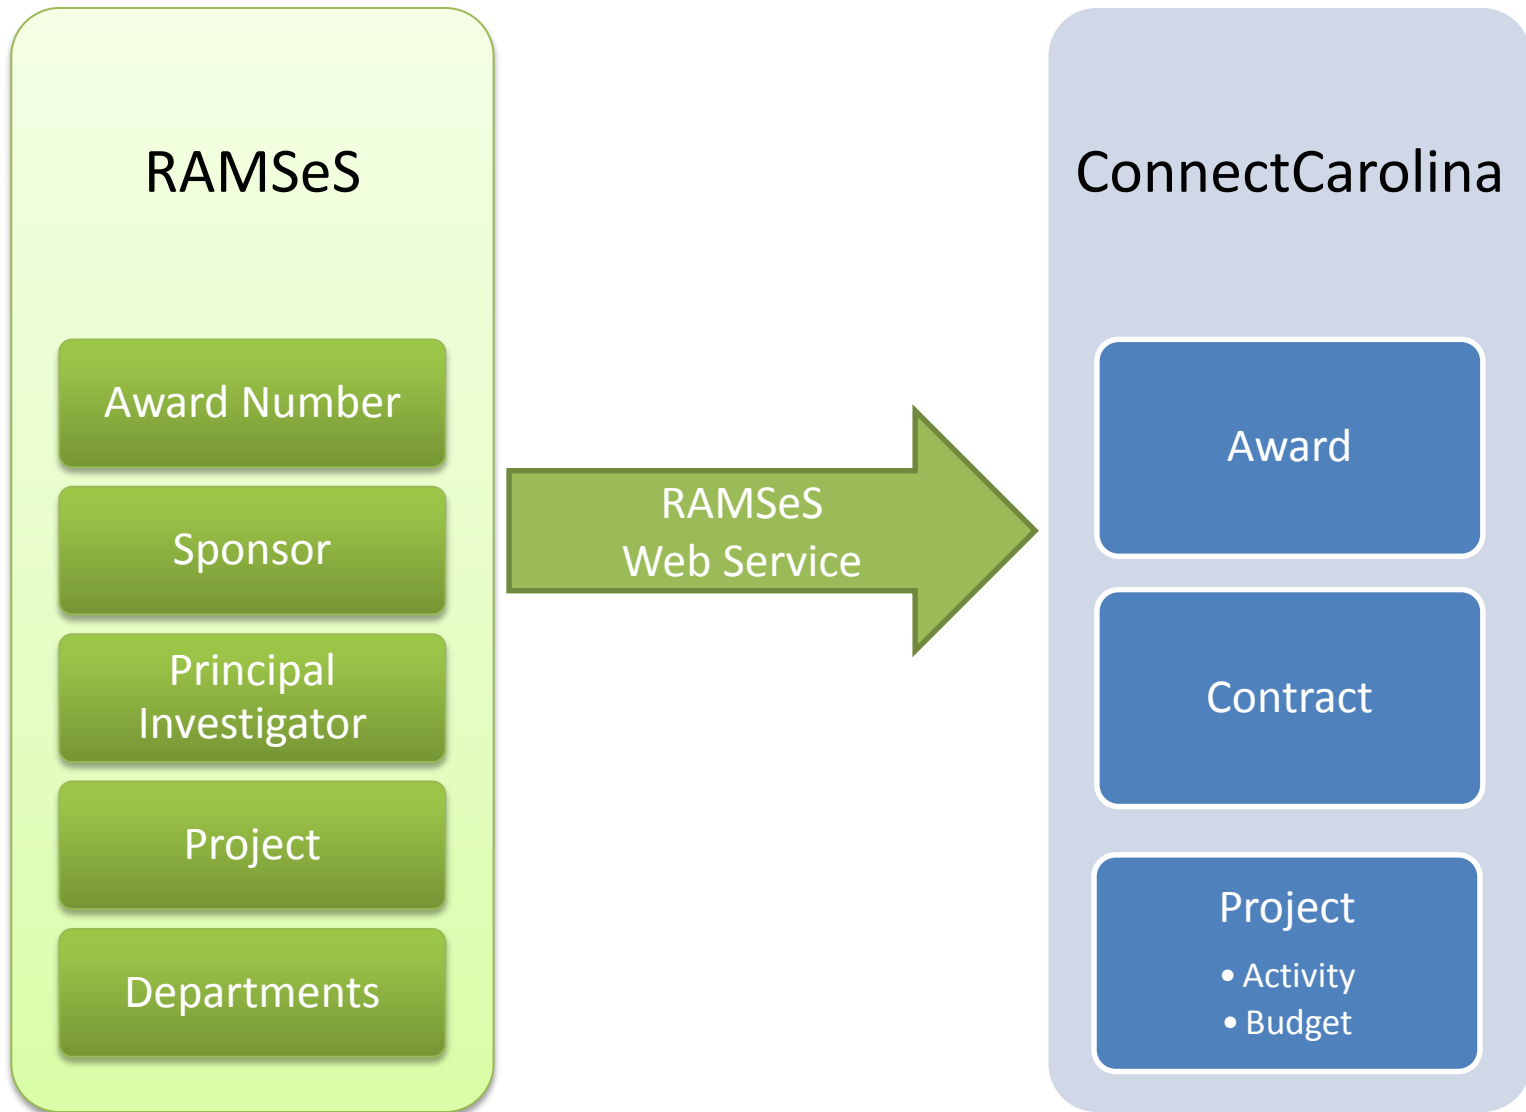 RAMSeS
Award Number
Sponsor
Principal
Investigator
Project
Departments
RAMSeS
Web Service
ConnectCarolina
Award
Contract
Project
• Activity
• Budget